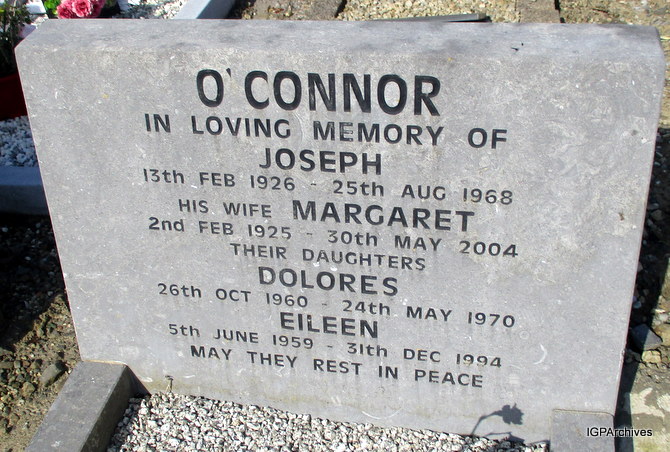 O'CONNOR
IN LOVING MEMORY OF
JOSEPH
13th FEB 1926 - 25th AUG 1968
HIS WIFE MARGARET
2nd FEB 1925 - 30th MAY 2004
THEIR DAUGHTERS
DOLORES
26th OCT 1960 - 24th MAY 1970
EILEEN
5th JUNE 1959 - 31th DEC 1994
MAY THEY REST IN PEACE
IGPArchives